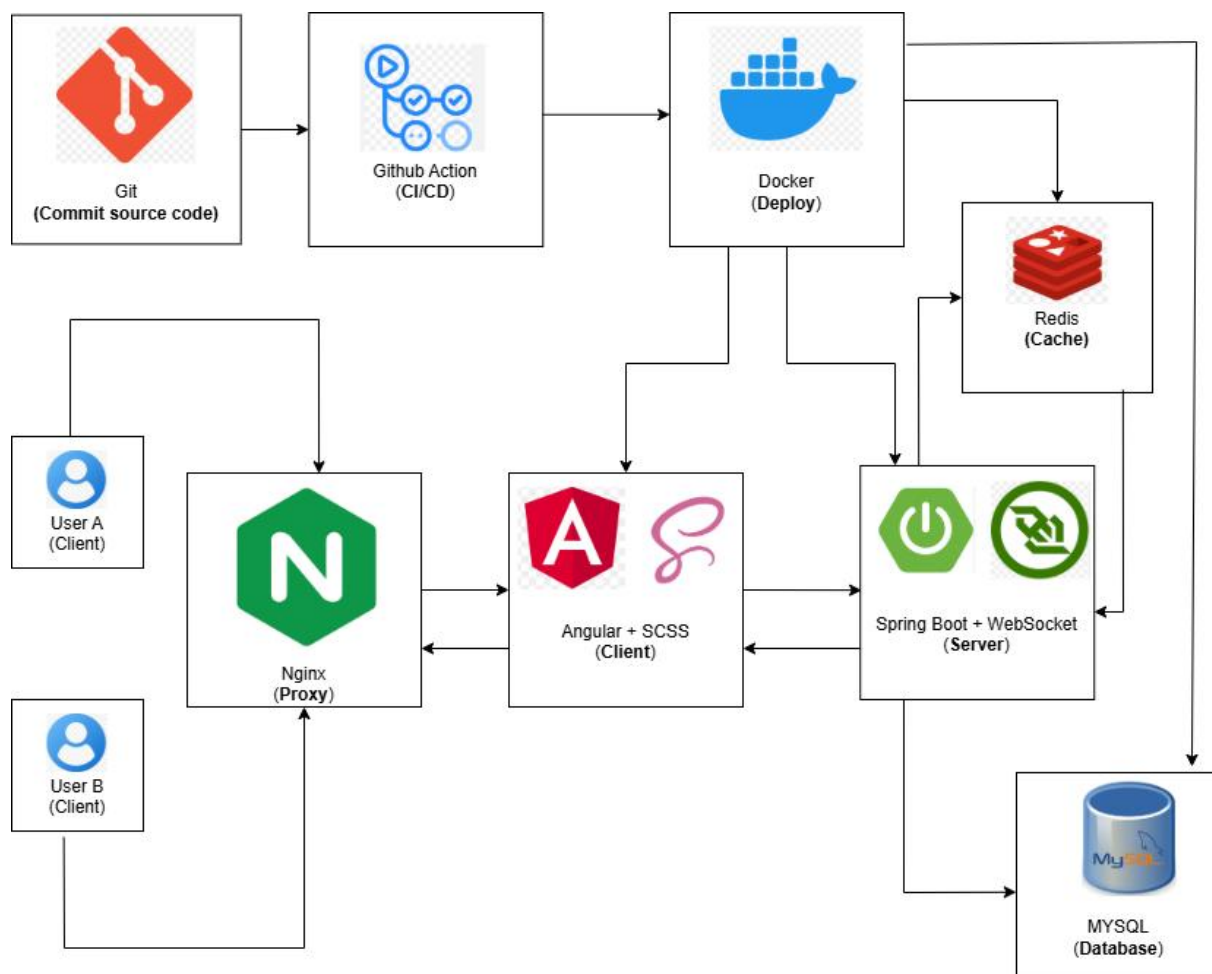 Git
(Commit source code)
Github Action
(CI/CD)
Docker
(Deploy)
Redis
(Cache)
User A
(Client)
Nginx
(Proxy)
Angular + SCSS
(Client)
Spring Boot + WebSocket
(Server)
User B
(Client)
MySQL
MYSQL
(Database)